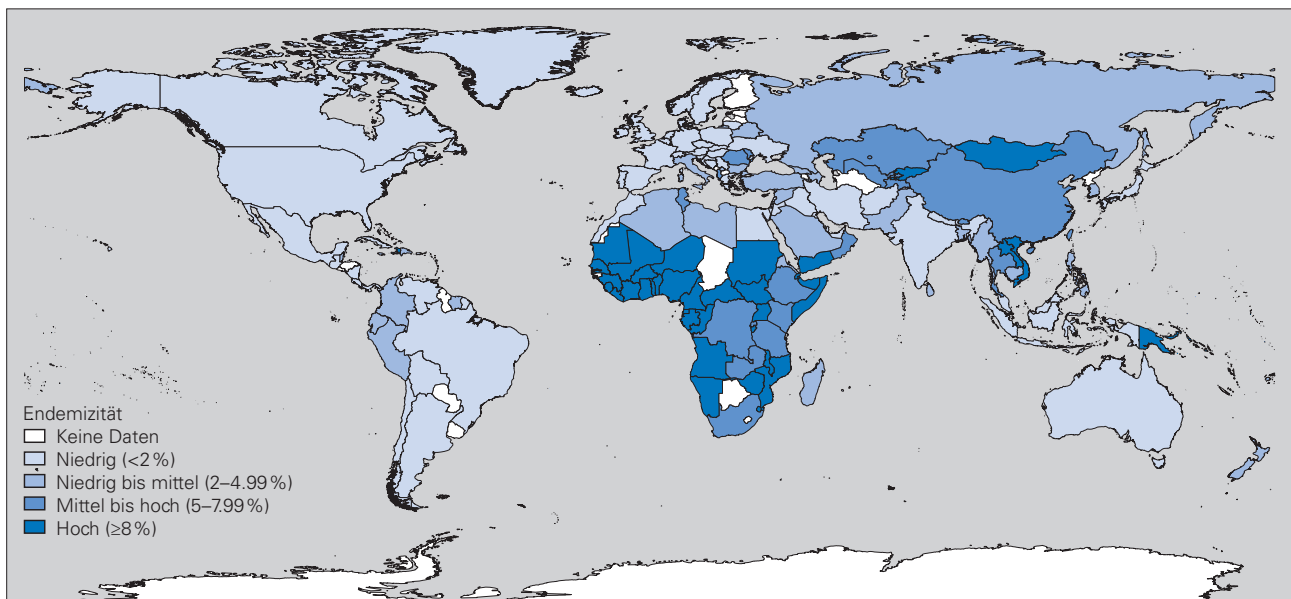 Endemizität
Keine Daten
Niedrig (<2 %)
Niedrig bis mittel (2–4.99 %)
Mittel bis hoch (5–7.99 %)
Hoch (≥8 %)